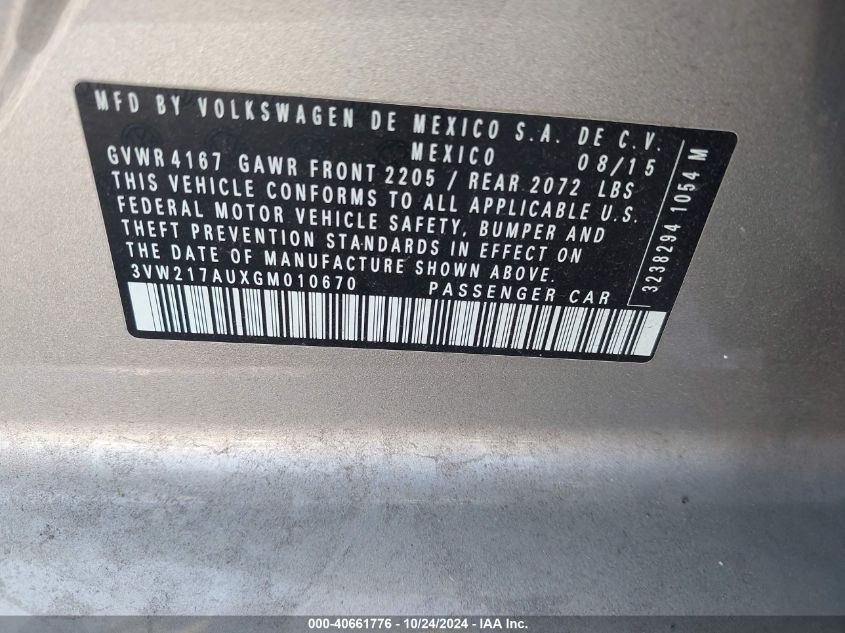 MFD BY VOLKSWAGEN DE MEXICO S.A. DE C.V.
MEXICO 08/15
GVWR 4167 GAWR FRONT 2205 / REAR 2072 LBS
THIS VEHICLE CONFORMS TO ALL APPLICABLE U.S.
FEDERAL MOTOR VEHICLE SAFETY, BUMPER AND
THEFT PREVENTION STANDARDS IN EFFECT ON
THE DATE OF MANUFACTURE SHOWN ABOVE.
3VW217AUXGM010670 PASSENGER CAR
3238294 1054 M
000-40661776 - 10/24/2024 - IAA Inc.